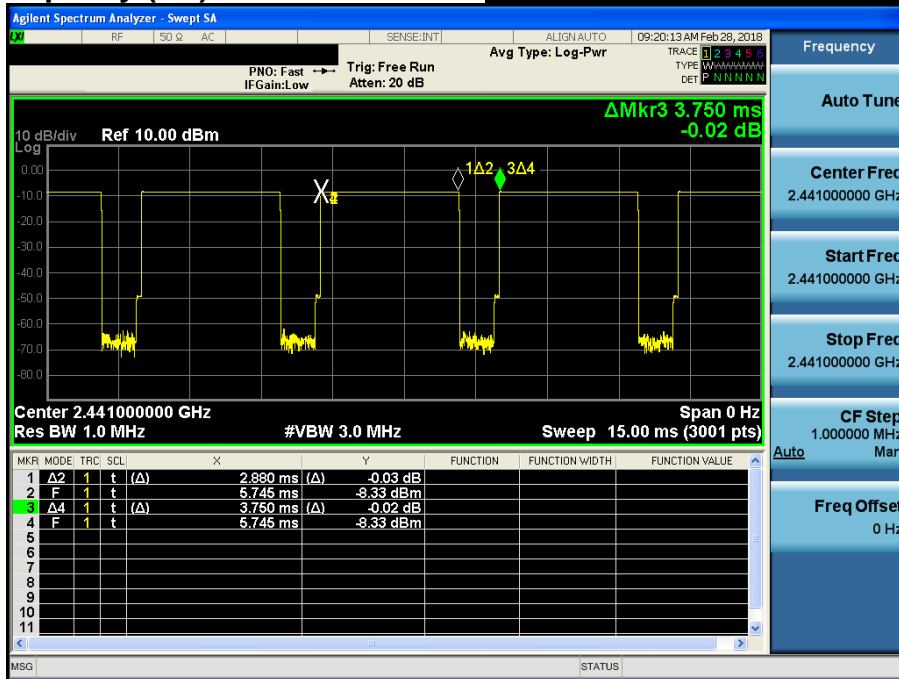 Agilent Spectrum Analyzer - Swept SA
LXI RF 50 Ω AC SENSE:INT ALIGN AUTO 09:20:13 AM Feb 28, 2018
Avg Type: Log-Pwr
TRACE 1 2 3 4 5 6
TYPE
DET P N N N N N
PNO: Fast Trig: Free Run
IFGain:Low Atten: 20 dB
Frequency
Auto Tune
ΔMkr3 3.750 ms
-0.02 dB
10 dB/div Ref 10.00 dBm
Log
0.00
-10.0
-20.0
-30.0
-40.0
-50.0
-60.0
-70.0
-80.0
1Δ2 3Δ4
Center Freq
2.441000000 GHz
Start Freq
2.441000000 GHz
Stop Freq
2.441000000 GHz
CF Step
1.000000 MHz
Auto Man
Freq Offset
0 Hz
Center 2.441000000 GHz Span 0 Hz
Res BW 1.0 MHz #VBW 3.0 MHz Sweep 15.00 ms (3001 pts)
MKR MODE TRC SCL X Y FUNCTION FUNCTION WIDTH FUNCTION VALUE
1 Δ2 1 t (Δ) 2.880 ms (Δ) -0.03 dB
2 F 1 t 5.745 ms -8.33 dBm
3 Δ4 1 t (Δ) 3.750 ms (Δ) -0.02 dB
4 F 1 t 5.745 ms -8.33 dBm
5
6
7
8
9
10
11
MSG STATUS